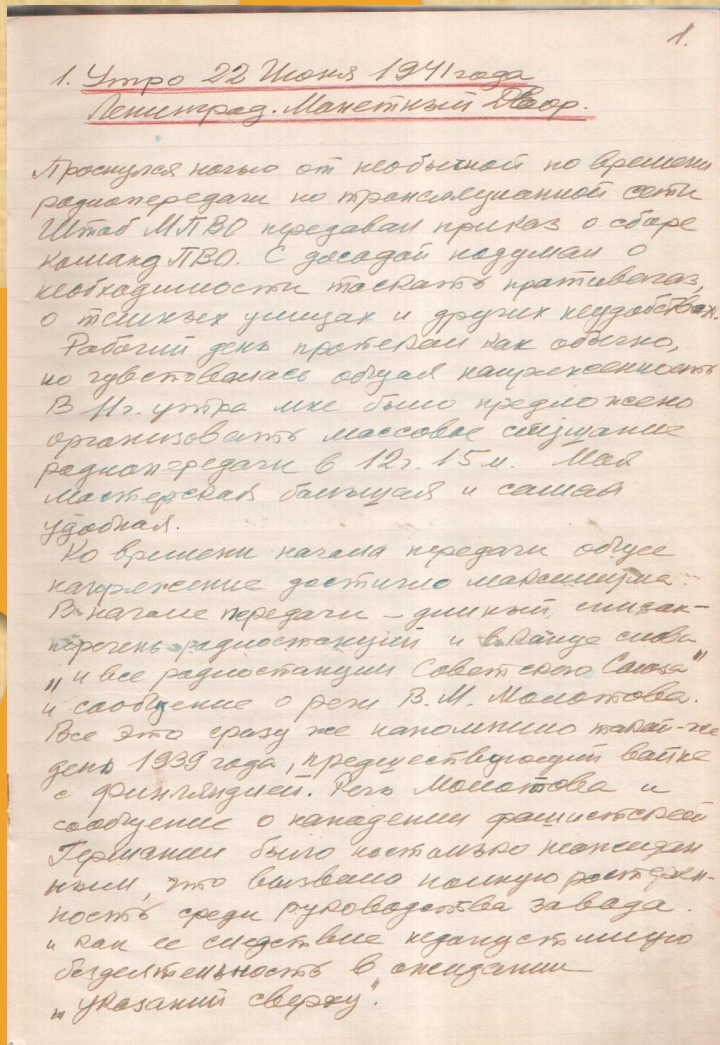 1.
1. Утро 22 Июня 1941 года
Ленинград. Монетный Двор.
Проснулся ночью от необычной по времени
радиопередачи по трансляционной сети
Штаб МПВО передавал приказ о сборе
команд ПВО. С досадой подумал о
необходимости таскать противогаз,
о темных улицах и других неудобствах.
Рабочий день протекал как обычно,
но чувствовалась общая напряженность
В 11 ч. утра мне было предложено
организовать массовое слушание
радиопередачи в 12 ч. 15 м. Моя
мастерская большая и самая
удобная.
Ко времени начала передачи общее
напряжение достигло максимума.
В начале передачи – длинный список-
перечень радиостанций и в конце слова
„и все радиостанции Советского Союза"
и сообщение о речи В. М. Молотова.
Все это сразу же напомнило такой-же
день 1939 года, предшествующий войне
с финляндией. Речь Молотова и
сообщение о нападении фашистской
Германии было настолько неожидан
ным, что вызвало полную растерян-
ность среди руководства завода.
и как ее следствие недопустимую
бездеятельность в ожидании
„указаний сверху".